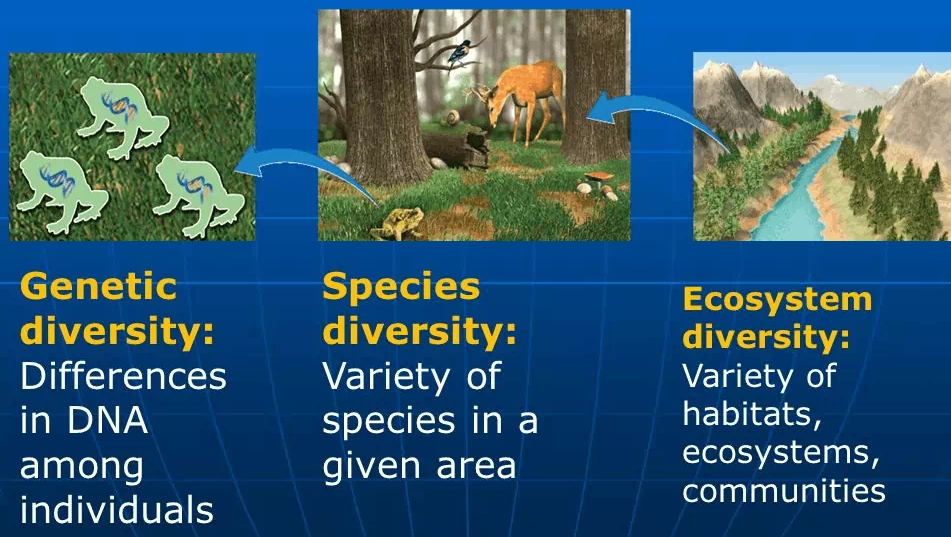 Genetic
diversity:
Differences
in DNA
among
individuals
Species
diversity:
Variety of
species in a
given area
Ecosystem
diversity:
Variety of
habitats,
ecosystems,
communities